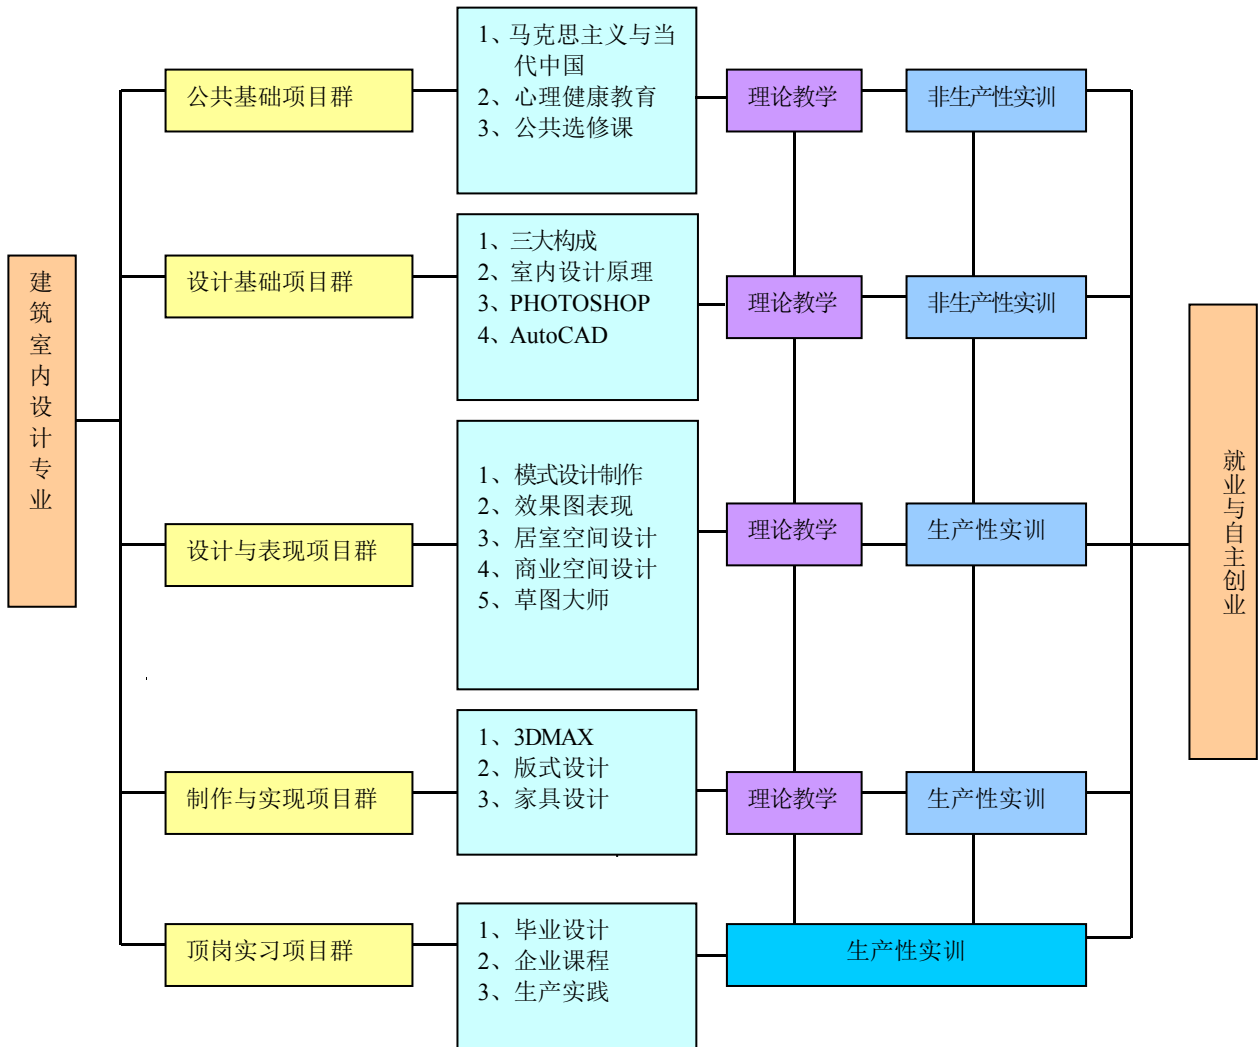 建筑室内设计专业
公共基础项目群
1、马克思主义与当
代中国
2、心理健康教育
3、公共选修课
理论教学
非生产性实训
设计基础项目群
1、三大构成
2、室内设计原理
3、PHOTOSHOP
4、AutoCAD
理论教学
非生产性实训
设计与表现项目群
1、模式设计制作
2、效果图表现
3、居室空间设计
4、商业空间设计
5、草图大师
理论教学
生产性实训
制作与实现项目群
1、3DMAX
2、版式设计
3、家具设计
理论教学
生产性实训
顶岗实习项目群
1、毕业设计
2、企业课程
3、生产实践
生产性实训
就业与自主创业